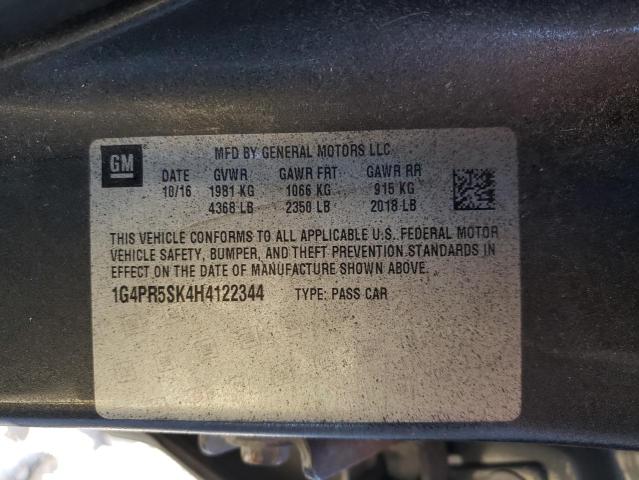 GM
MFD BY GENERAL MOTORS LLC
DATE GVWR GAWR FRT GAWR RR
10/16 1981 KG 1066 KG 915 KG
4368 LB 2350 LB 2018 LB
THIS VEHICLE CONFORMS TO ALL APPLICABLE U.S. FEDERAL MOTOR
VEHICLE SAFETY, BUMPER, AND THEFT PREVENTION STANDARDS IN
EFFECT ON THE DATE OF MANUFACTURE SHOWN ABOVE.
1G4PR5SK4H4122344 TYPE: PASS CAR